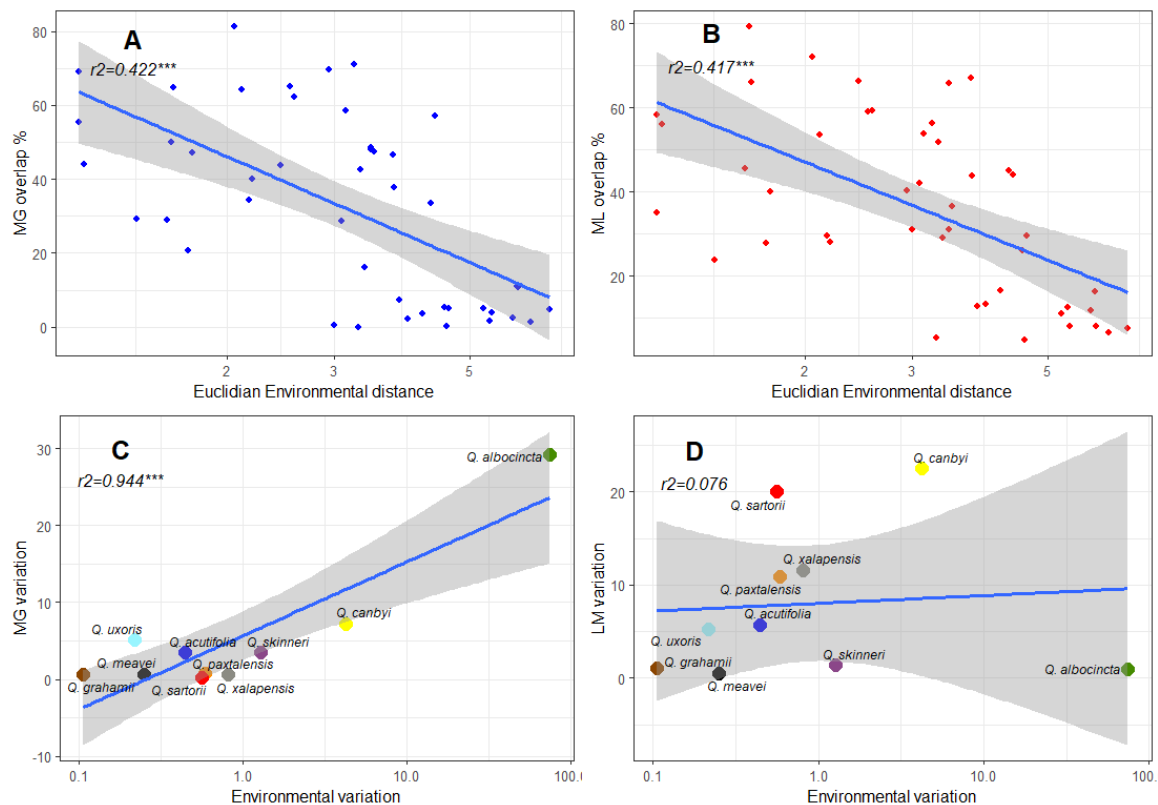 A
r2=0.422***
MG overlap %
80
60
40
20
0
2
3
5
Euclidian Environmental distance
B
r2=0.417***
ML overlap %
80
60
40
20
0
2
3
5
Euclidian Environmental distance
C
r2=0.944***
MG variation
30
20
10
0
-10
Q. albocincta
Q. canbyi
Q. uxoris
Q. acutifolia
Q. skinneri
Q. meavei
Q. paxtalensis
Q. grahamii
Q. sartorii
Q. xalapensis
0.1
1.0
10.0
100.
Environmental variation
D
r2=0.076
LM variation
20
10
0
Q. canbyi
Q. sartorii
Q. xalapensis
Q. paxtalensis
Q. acutifolia
Q. uxoris
Q. grahamii
Q. skinneri
Q. albocincta
Q. meavei
0.1
1.0
10.0
100.
Environmental variation